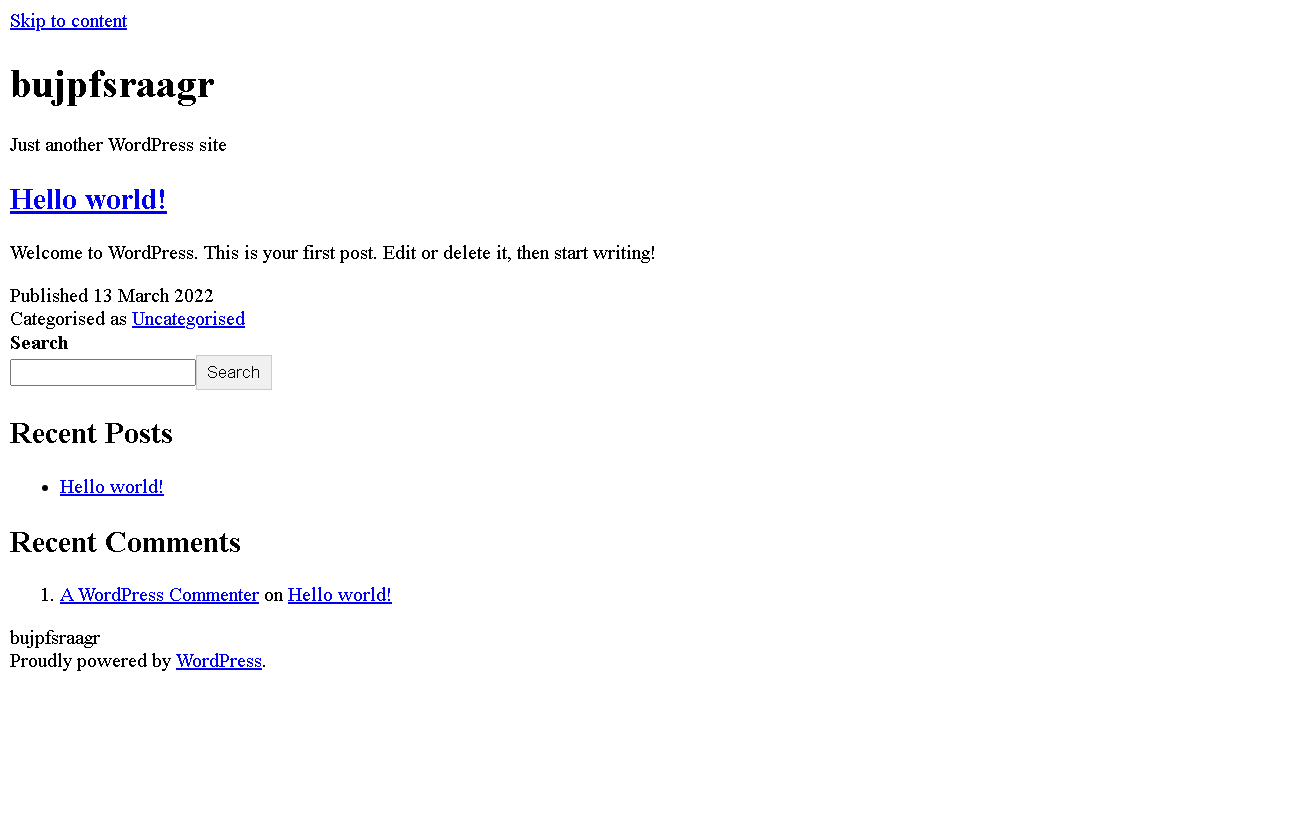 Skip to content
bujpfsraagr
Just another WordPress site
Hello world!
Welcome to WordPress. This is your first post. Edit or delete it, then start writing!
Published 13 March 2022
Categorised as Uncategorised
Search
Search
Recent Posts
Hello world!
Recent Comments
1. A WordPress Commenter on Hello world!
bujpfsraagr
Proudly powered by WordPress.